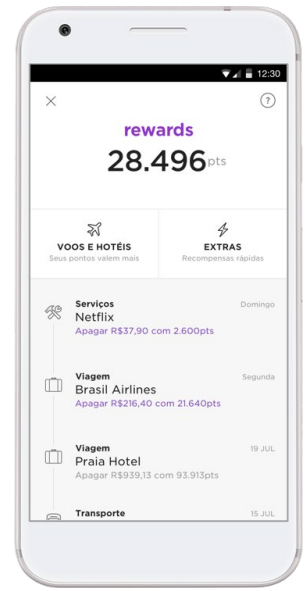 12:30
rewards
28.496pts
VOOS E HOTÉIS
Seus pontos valem mais
EXTRAS
Recompensas rápidas
Serviços
Domingo
Netflix
Apagar R$37,90 com 2.600pts
Viagem
Segunda
Brasil Airlines
Apagar R$216,40 com 21.640pts
Viagem
19 JUL
Praia Hotel
Apagar R$939,13 com 93.913pts
Transporte
15 JUL